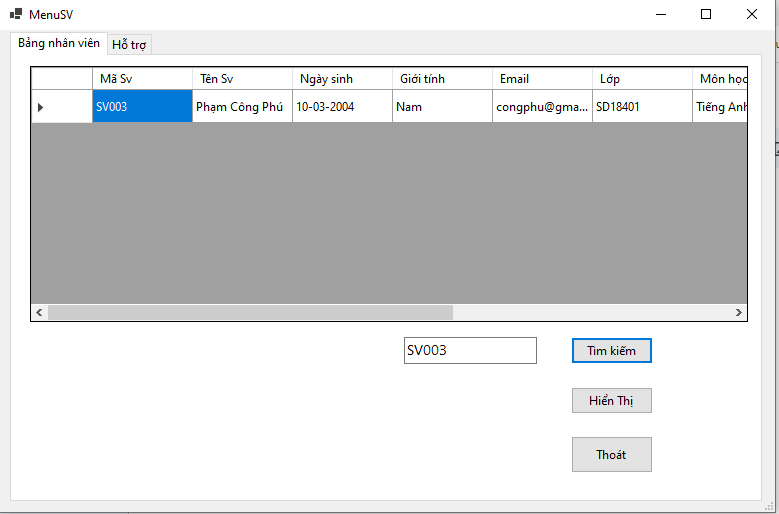 MenuSV
Bảng nhân viên Hỗ trợ
Mã Sv Tên Sv Ngày sinh Giới tính Email Lớp Môn học
SV003 Phạm Công Phú 10-03-2004 Nam congphu@gma... SD18401 Tiếng Anh
SV003 Tìm kiếm
Hiển Thị
Thoát